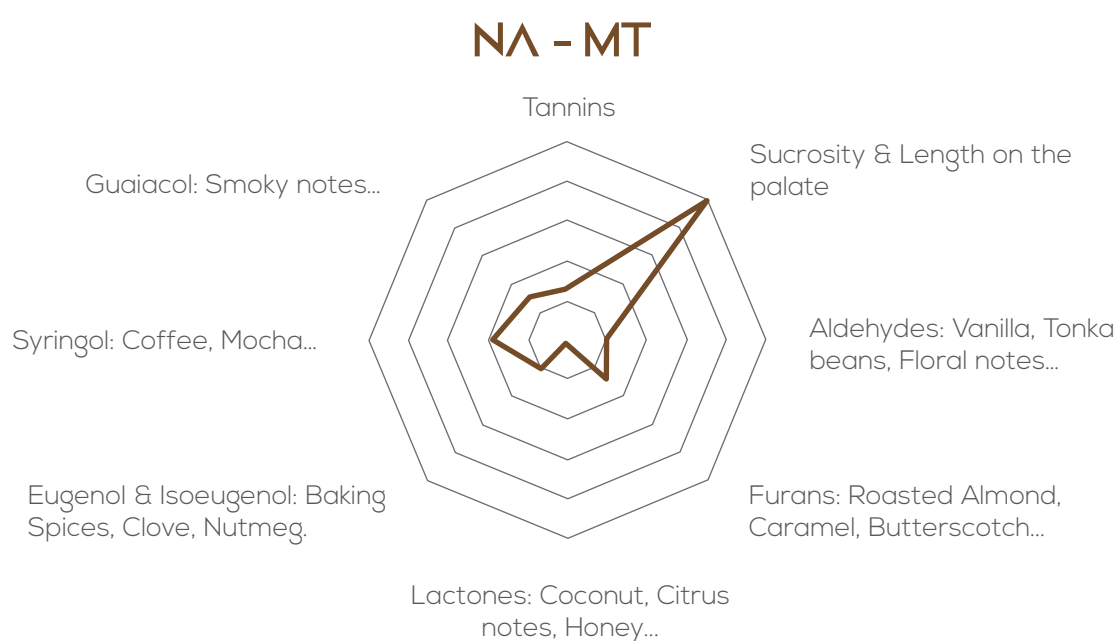 NA - MT
Tannins
Sucrosity & Length on the
palate
Guaiacol: Smoky notes...
Syringol: Coffee, Mocha...
Aldehydes: Vanilla, Tonka
beans, Floral notes...
Eugenol & Isoeugenol: Baking
Spices, Clove, Nutmeg.
Furans: Roasted Almond,
Caramel, Butterscotch...
Lactones: Coconut, Citrus
notes, Honey...